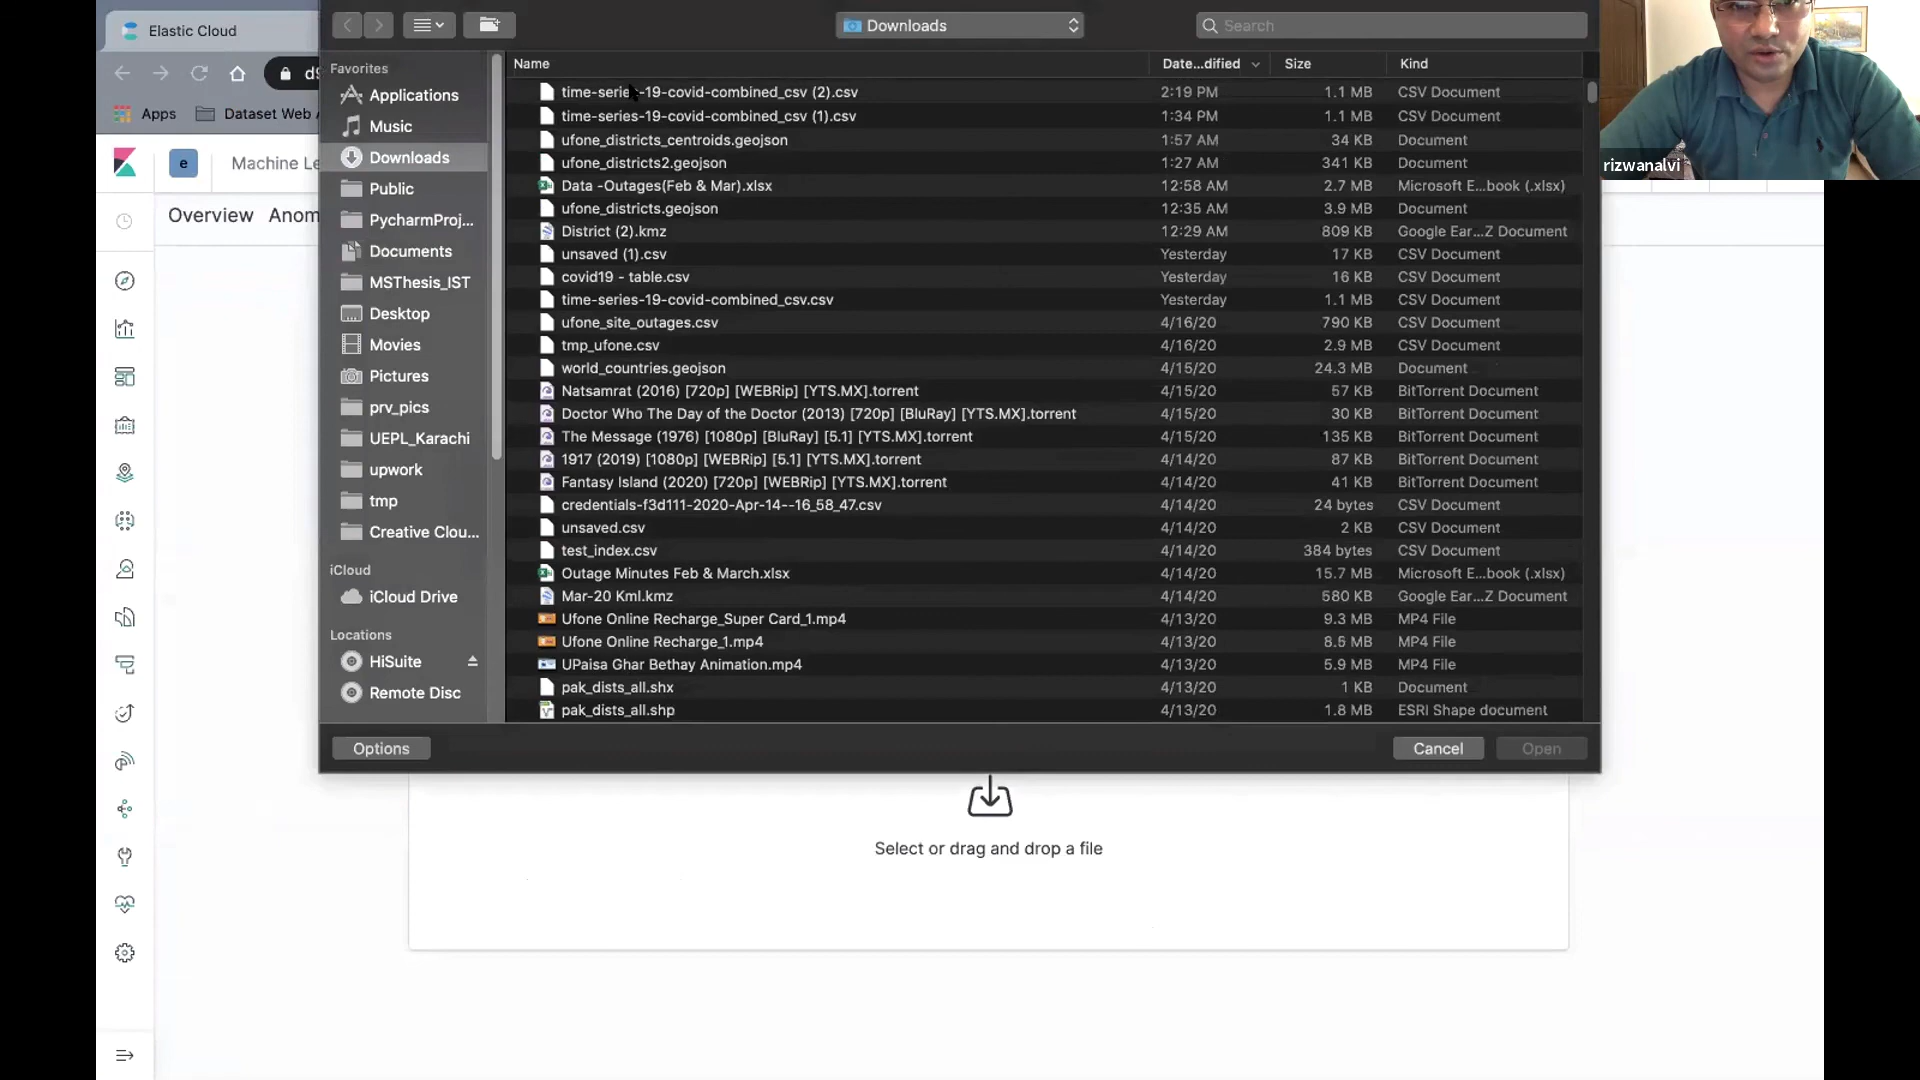 Elastic Cloud
Downloads
Search
Apps
Dataset Web
e
Machine Le
Overview Anom
Favorites
Applications
Music
Downloads
Public
PycharmProj...
Documents
MSThesis_IST
Desktop
Movies
Pictures
prv_pics
UEPL_Karachi
upwork
tmp
Creative Clou...
iCloud
iCloud Drive
Locations
HiSuite
Remote Disc
Name Date...dified Size Kind
time-series-19-covid-combined_csv (2).csv 2:19 PM 1.1 MB CSV Document
time-series-19-covid-combined_csv (1).csv 1:34 PM 1.1 MB CSV Document
ufone_districts_centroids.geojson 1:57 AM 34 KB Document
ufone_districts2.geojson 1:27 AM 341 KB Document
Data -Outages(Feb & Mar).xlsx 12:58 AM 2.7 MB Microsoft E...book (.xlsx)
ufone_districts.geojson 12:35 AM 3.9 MB Document
District (2).kmz 12:29 AM 809 KB Google Ear...Z Document
unsaved (1).csv Yesterday 17 KB CSV Document
covid19 - table.csv Yesterday 16 KB CSV Document
time-series-19-covid-combined_csv.csv Yesterday 1.1 MB CSV Document
ufone_site_outages.csv 4/16/20 790 KB CSV Document
tmp_ufone.csv 4/16/20 2.9 MB CSV Document
world_countries.geojson 4/15/20 24.3 MB Document
Natsamrat (2016) [720p] [WEBRip] [YTS.MX].torrent 4/15/20 57 KB BitTorrent Document
Doctor Who The Day of the Doctor (2013) [720p] [BluRay] [YTS.MX].torrent 4/15/20 30 KB BitTorrent Document
The Message (1976) [1080p] [BluRay] [5.1] [YTS.MX].torrent 4/15/20 135 KB BitTorrent Document
1917 (2019) [1080p] [WEBRip] [5.1] [YTS.MX].torrent 4/14/20 87 KB BitTorrent Document
Fantasy Island (2020) [720p] [WEBRip] [YTS.MX].torrent 4/14/20 41 KB BitTorrent Document
credentials-f3d111-2020-Apr-14--16_58_47.csv 4/14/20 24 bytes CSV Document
unsaved.csv 4/14/20 2 KB CSV Document
test_index.csv 4/14/20 384 bytes CSV Document
Outage Minutes Feb & March.xlsx 4/14/20 15.7 MB Microsoft E...book (.xlsx)
Mar-20 Kml.kmz 4/14/20 580 KB Google Ear...Z Document
Ufone Online Recharge_Super Card_1.mp4 4/13/20 9.3 MB MP4 File
Ufone Online Recharge_1.mp4 4/13/20 8.5 MB MP4 File
UPaisa Ghar Bethay Animation.mp4 4/13/20 5.9 MB MP4 File
pak_dists_all.shx 4/13/20 1 KB Document
pak_dists_all.shp 4/13/20 1.8 MB ESRI Shape document
Options Cancel Open
Select or drag and drop a file
rizwanalvi